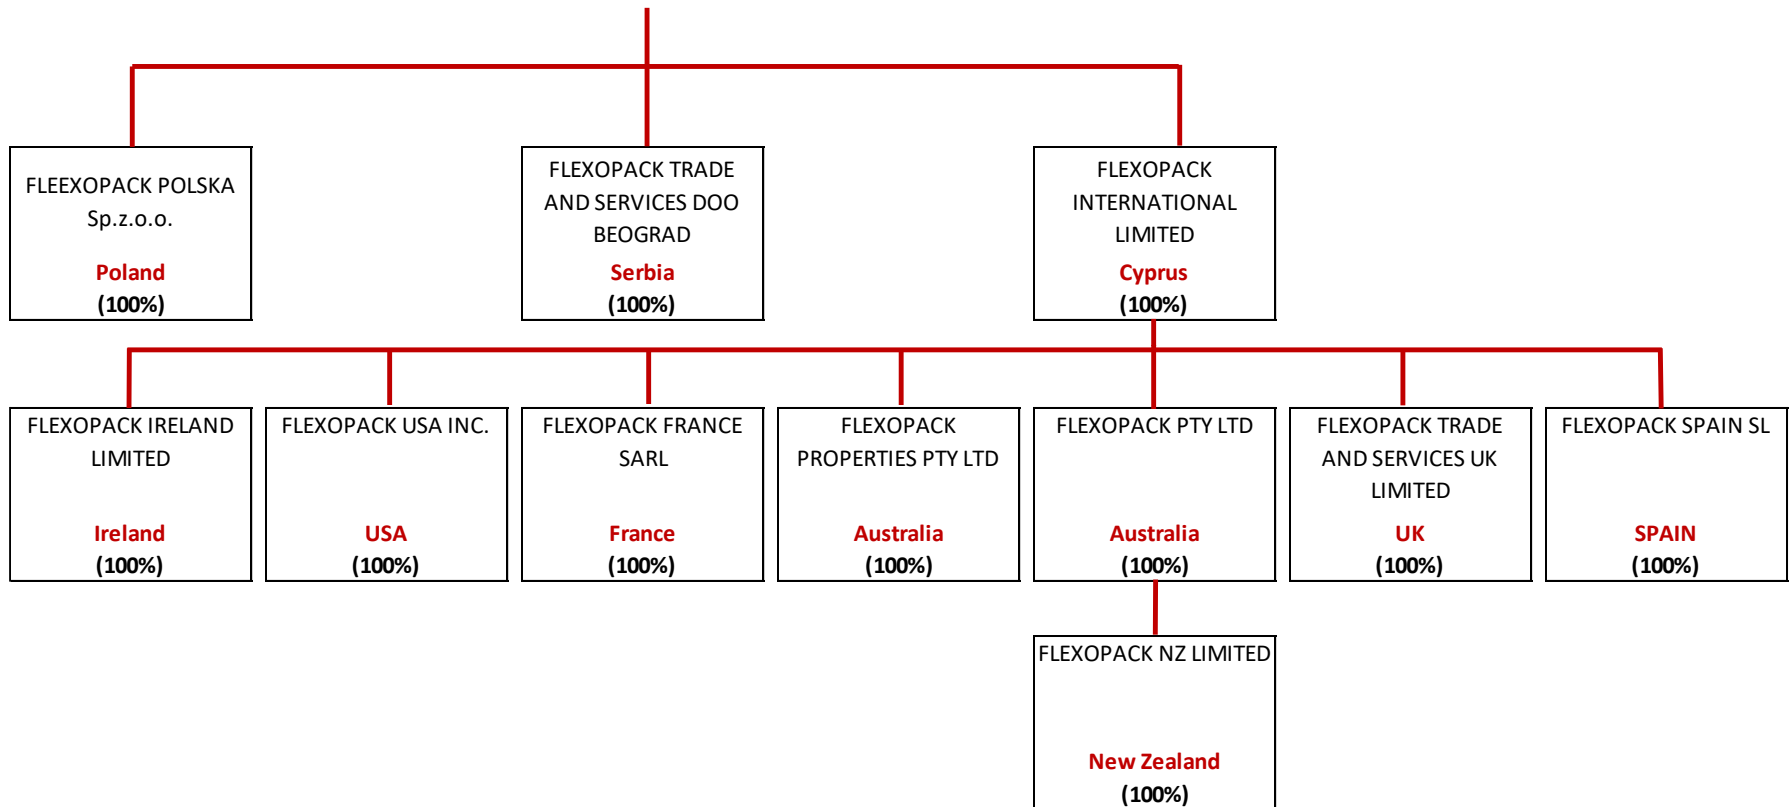 FLEEXOPACK POLSKA
Sp.z.o.o.
Poland
(100%)
FLEXOPACK TRADE
AND SERVICES DOO
BEOGRAD
Serbia
(100%)
FLEXOPACK
INTERNATIONAL
LIMITED
Cyprus
(100%)
FLEXOPACK IRELAND
LIMITED
Ireland
(100%)
FLEXOPACK USA INC.
USA
(100%)
FLEXOPACK FRANCE
SARL
France
(100%)
FLEXOPACK
PROPERTIES PTY LTD
Australia
(100%)
FLEXOPACK PTY LTD
Australia
(100%)
FLEXOPACK TRADE
AND SERVICES UK
LIMITED
UK
(100%)
FLEXOPACK SPAIN SL
SPAIN
(100%)
FLEXOPACK NZ LIMITED
New Zealand
(100%)